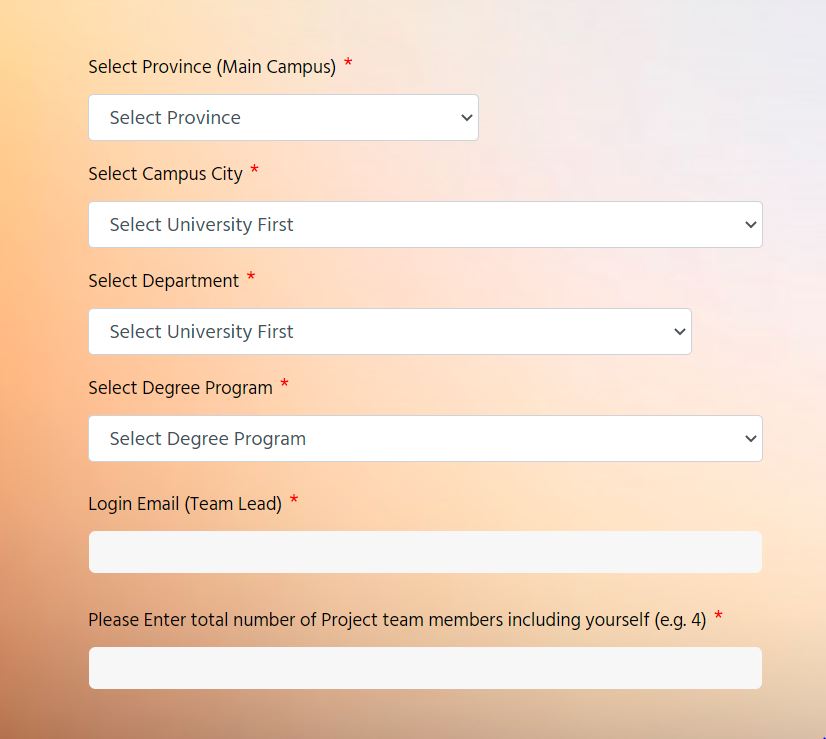 Select Province (Main Campus) *
Select Province
Select Campus City *
Select University First
Select Department *
Select University First
Select Degree Program *
Select Degree Program
Login Email (Team Lead) *
Please Enter total number of Project team members including yourself (e.g. 4) *